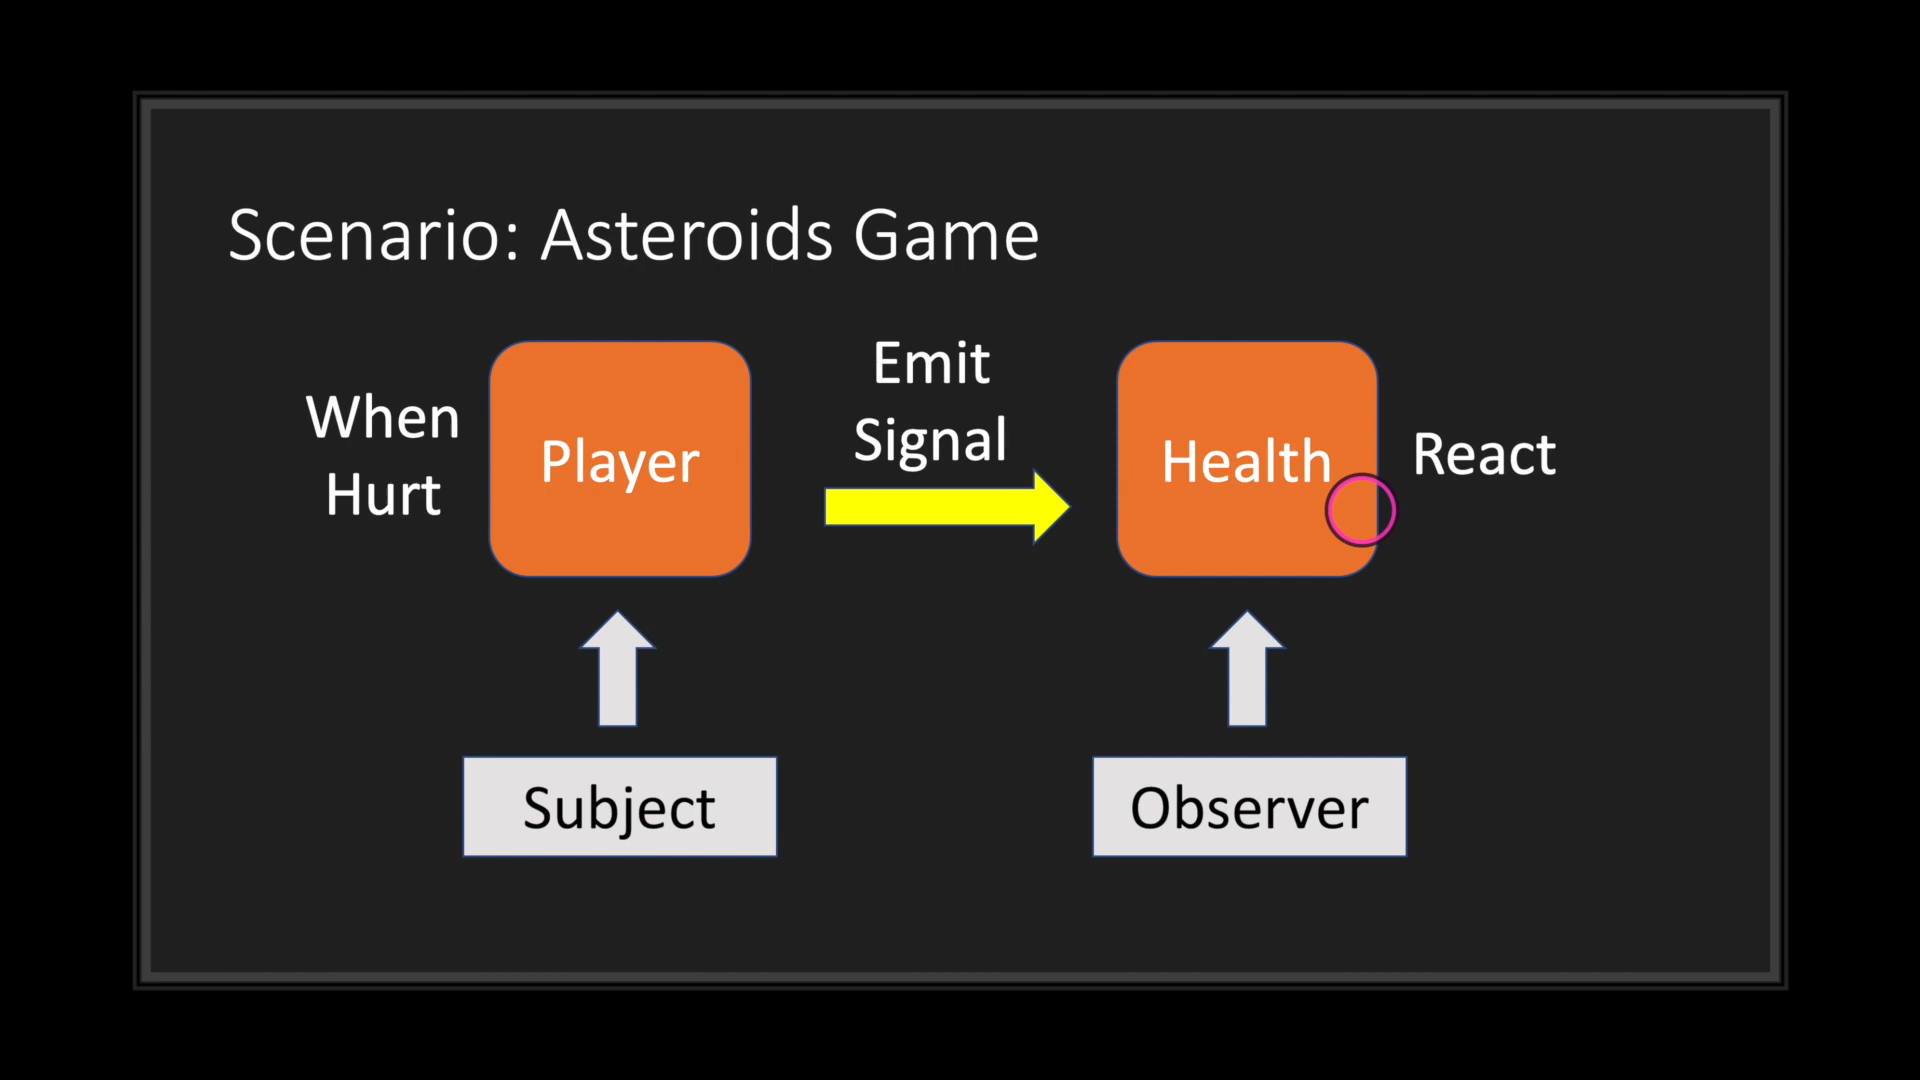 Scenario: Asteroids Game
When
Hurt
Player
Emit
Signal
Health
React
Subject
Observer